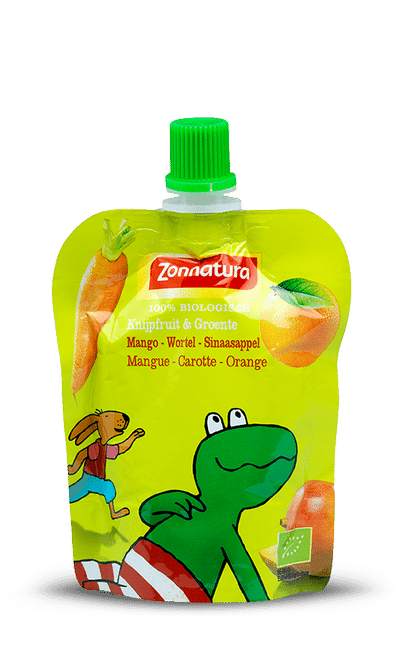 Zonnatura
100% BIOLOGISCH
Knijpfruit & Groente
Mango - Wortel - Sinaasappel
Mangue - Carotte - Orange